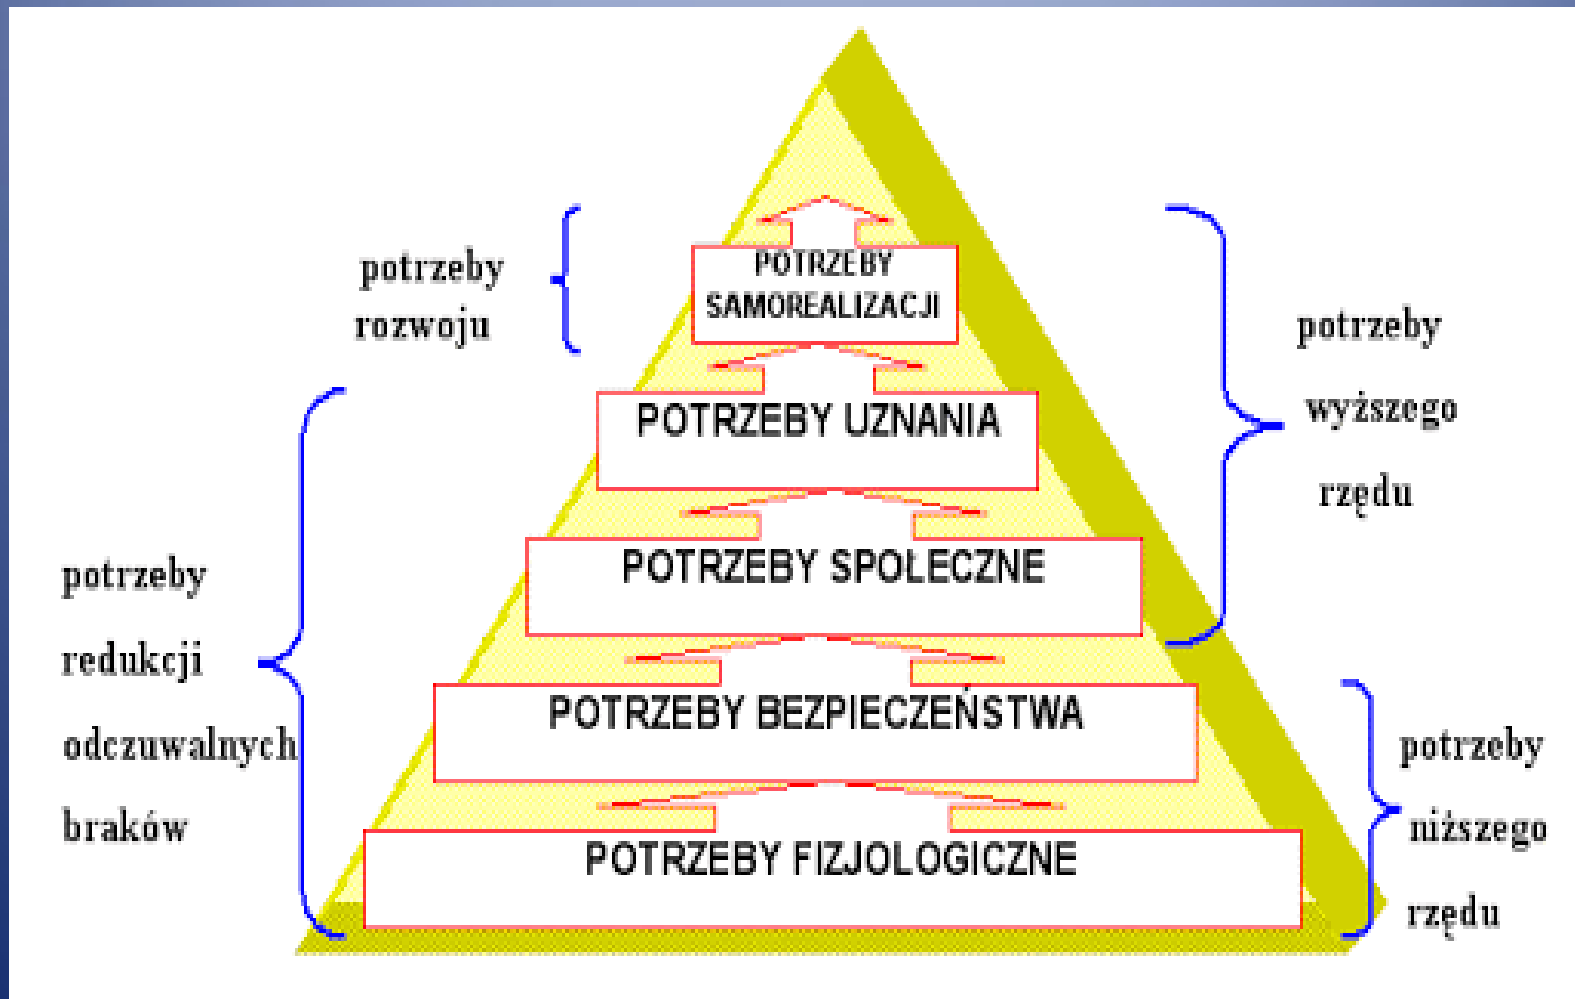 potrzeby
rozwoju
POTRZEBY
SAMOREALIZACJI
POTRZEBY UZNANIA
POTRZEBY SPOŁECZNE
POTRZEBY BEZPIECZEŃSTWA
POTRZEBY FIZJOLOGICZNE
potrzeby
redukcji
odczuwalnych
braków
potrzeby
wyższego
rzędu
potrzeby
niższego
rzędu